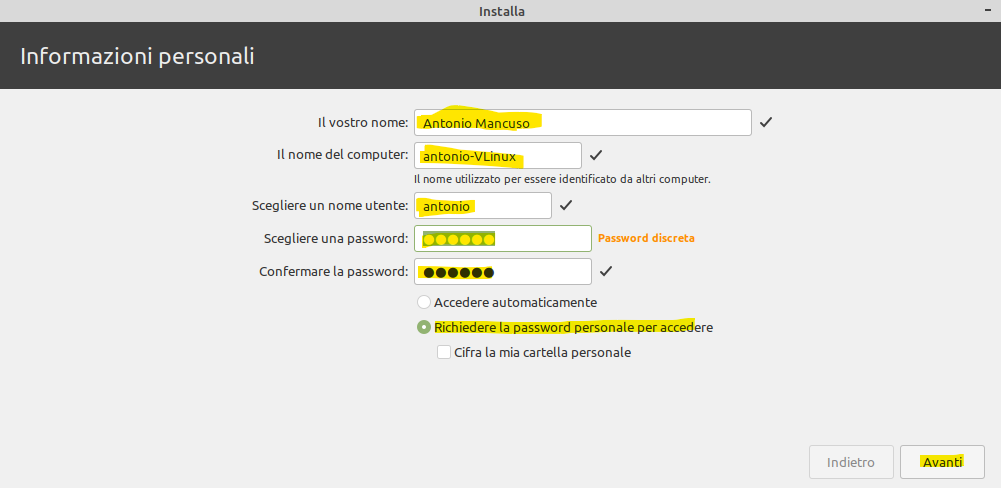 Installa
Informazioni personali
Il vostro nome: Antonio Mancuso
Il nome del computer: antonio-VLinux
Il nome utilizzato per essere identificato da altri computer.
Scegliere un nome utente: antonio
Scegliere una password: ●●●●●● Password discreta
Confermare la password: ●●●●●●
Accedere automaticamente
Richiedere la password personale per accedere
Cifra la mia cartella personale
Indietro Avanti